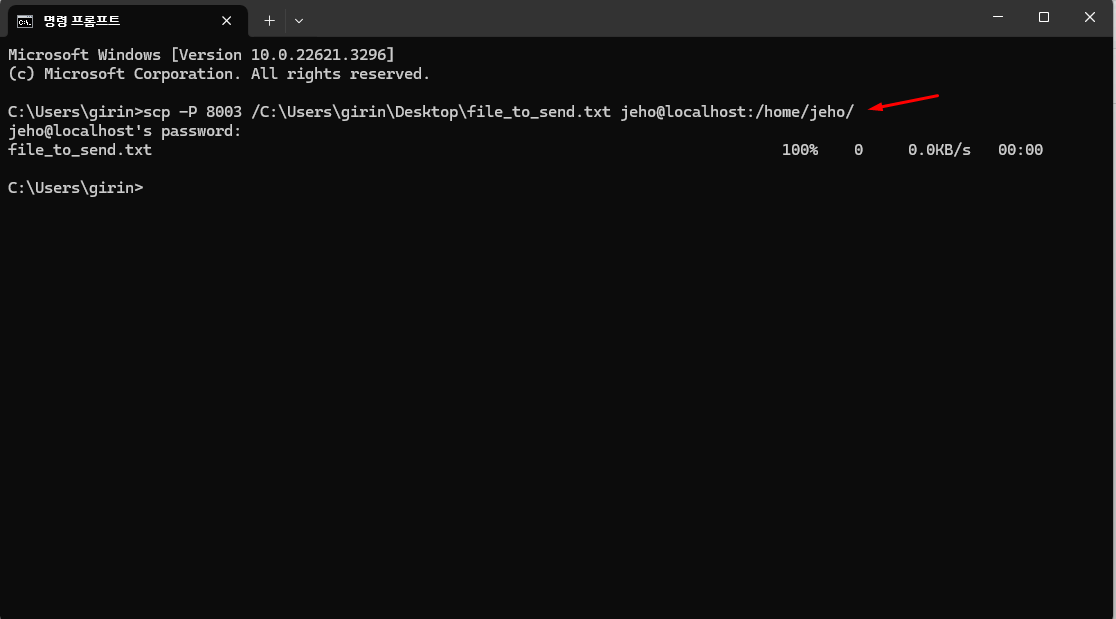 명령 프롬프트
Microsoft Windows [Version 10.0.22621.3296]
(c) Microsoft Corporation. All rights reserved.
C:\Users\girin>scp -P 8003 /C:\Users\girin\Desktop\file_to_send.txt jeho@localhost:/home/jeho/
jeho@localhost's password:
file_to_send.txt 100% 0 0.0KB/s 00:00
C:\Users\girin>